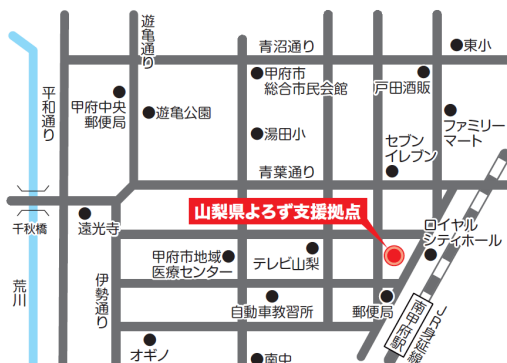 遊亀通り
青沼通り
東小
平和通り
甲府中央
郵便局
遊亀公園
甲府市
総合市民会館
戸田酒販
湯田小
ファミリー
マート
セブン
イレブン
青葉通り
千秋橋
遠光寺
山梨県よろず支援拠点
ロイヤル
シティホール
荒川
伊勢通り
甲府市地域
医療センター
テレビ山梨
自動車教習所
郵便局
南甲府駅
JR身延線
オギノ
南中